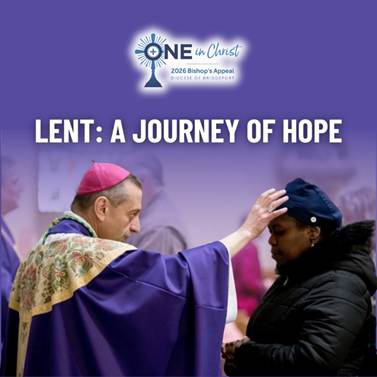 ONE in Christ
2026 Bishop's Appeal
DIOCESE OF BRIDGEPORT
LENT: A JOURNEY OF HOPE